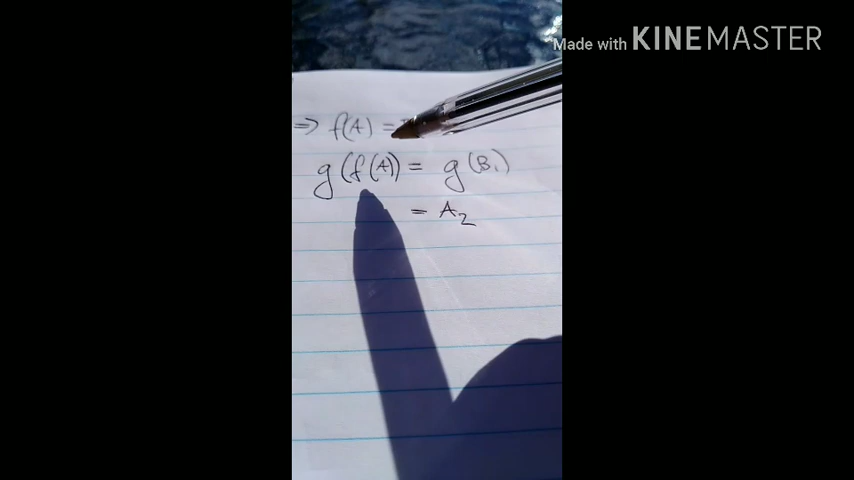 Made with KINEMASTER
⇒ f(A) =
g(f(A)) = g(B₁)
= A₂